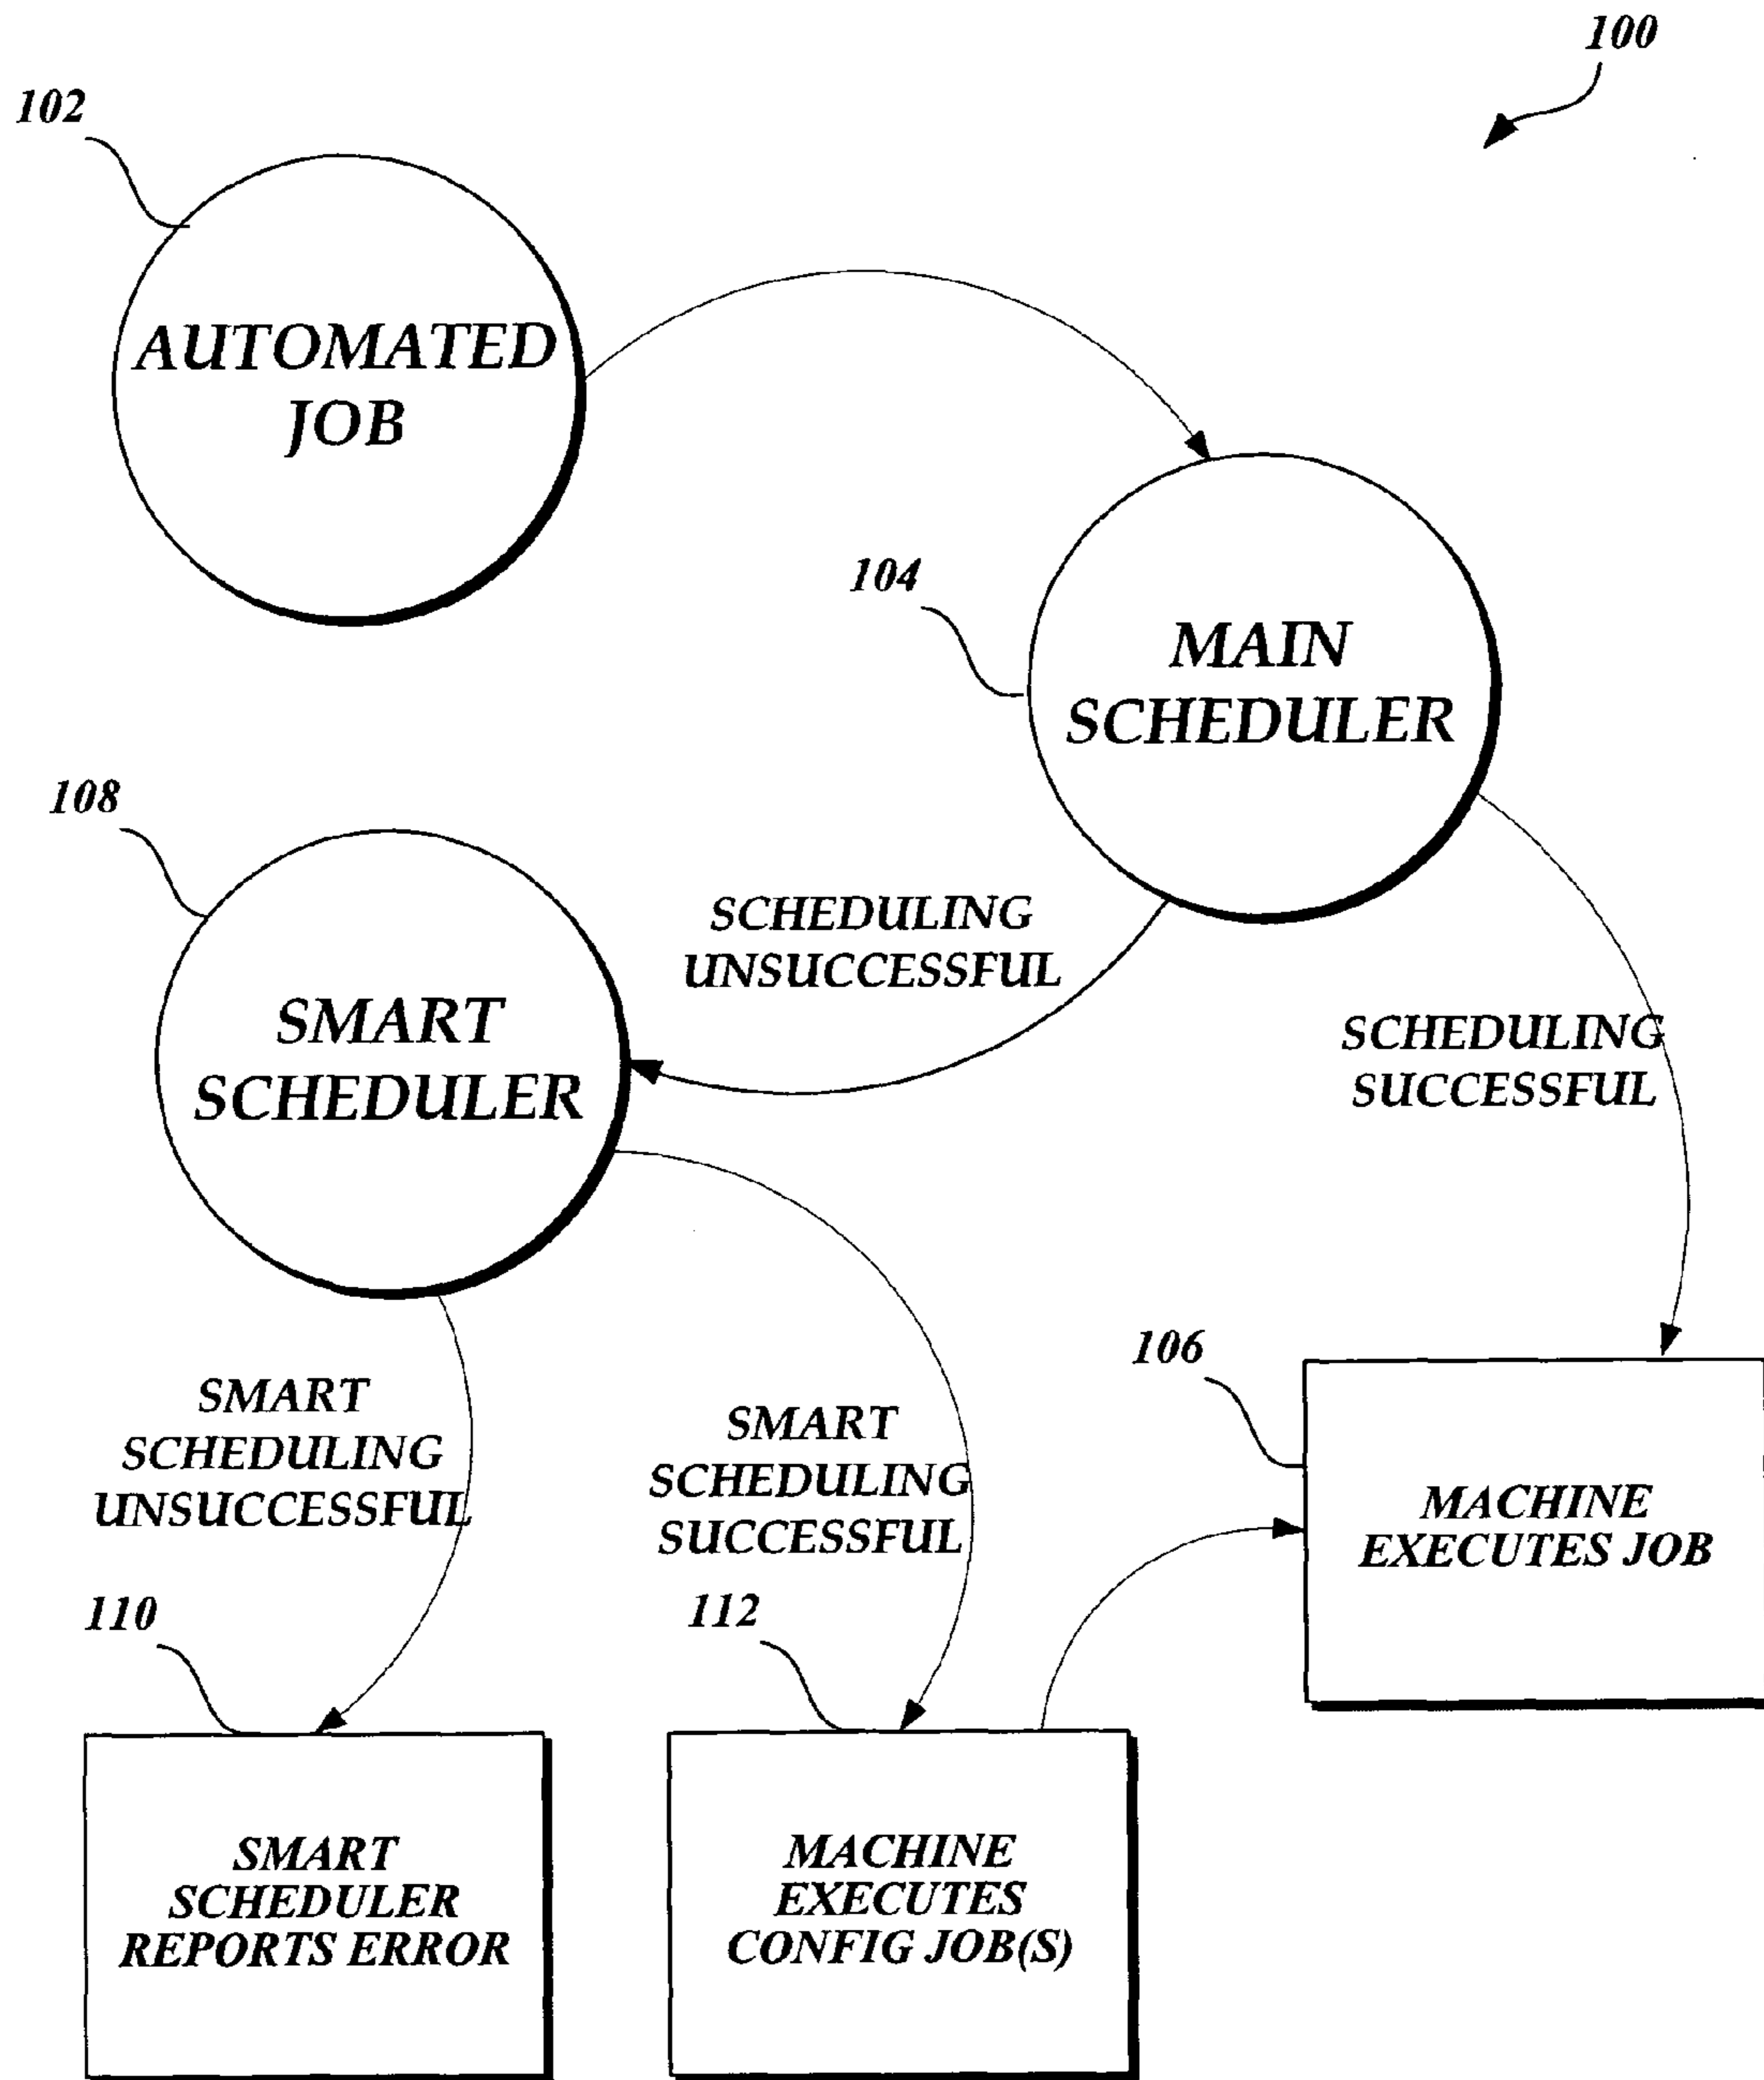 100
102
AUTOMATED
JOB
104
MAIN
SCHEDULER
108
SCHEDULING
UNSUCCESSFUL
SMART
SCHEDULER
SCHEDULING
SUCCESSFUL
106
SMART
SCHEDULING
UNSUCCESSFUL
SMART
SCHEDULING
SUCCESSFUL
MACHINE
EXECUTES JOB
110
112
SMART
SCHEDULER
REPORTS ERROR
MACHINE
EXECUTES
CONFIG JOB(S)